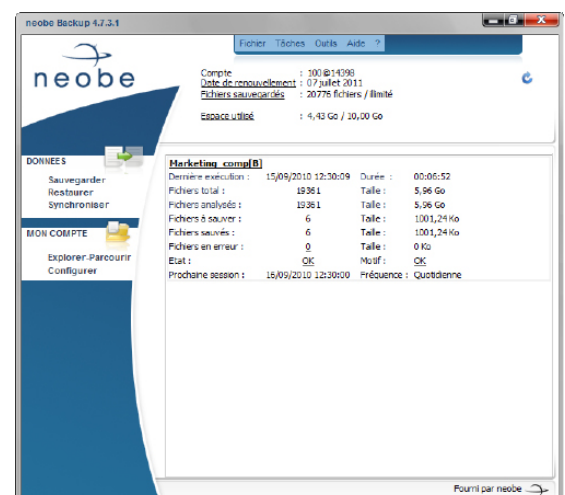 neobe Backup 4.7.3.1
Fichier Tâches Outils Aide ?
neobe
Compte : 100@14398
Date de renouvellement : 07 juillet 2011
Fichiers sauvegardés : 20776 fichiers / illimité
Espace utilisé : 4,43 Go / 10,00 Go
DONNEES
Sauvegarder
Restaurer
Synchroniser
MON COMPTE
Explorer-Parcourir
Configurer
Marketing_comp[B]
Dernière exécution : 15/09/2010 12:30:09 Durée : 00:06:52
Fichiers total : 19361 Taille : 5,96 Go
Fichiers analysés : 19361 Taille : 5,96 Go
Fichiers à sauver : 6 Taille : 1001,24 Ko
Fichiers sauvés : 6 Taille : 1001,24 Ko
Fichiers en erreur : 0 Taille : 0 Ko
Etat : OK Motif : OK
Prochaine session : 16/09/2010 12:30:00 Fréquence : Quotidienne
Fourni par neobe